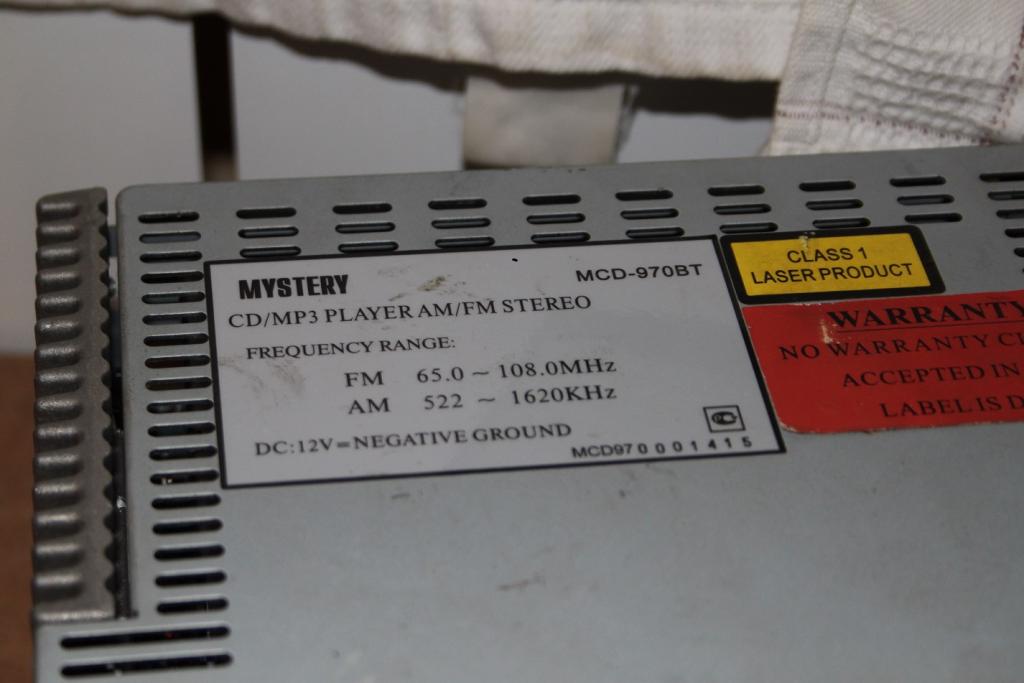 MYSTERY MCD-970BT
CD/MP3 PLAYER AM/FM STEREO
FREQUENCY RANGE:
FM 65.0 ~ 108.0MHz
AM 522 ~ 1620KHz
DC:12V=NEGATIVE GROUND
MCD970001415
CLASS 1
LASER PRODUCT
WARRANTY
NO WARRANTY
ACCEPTED IN
LABEL IS